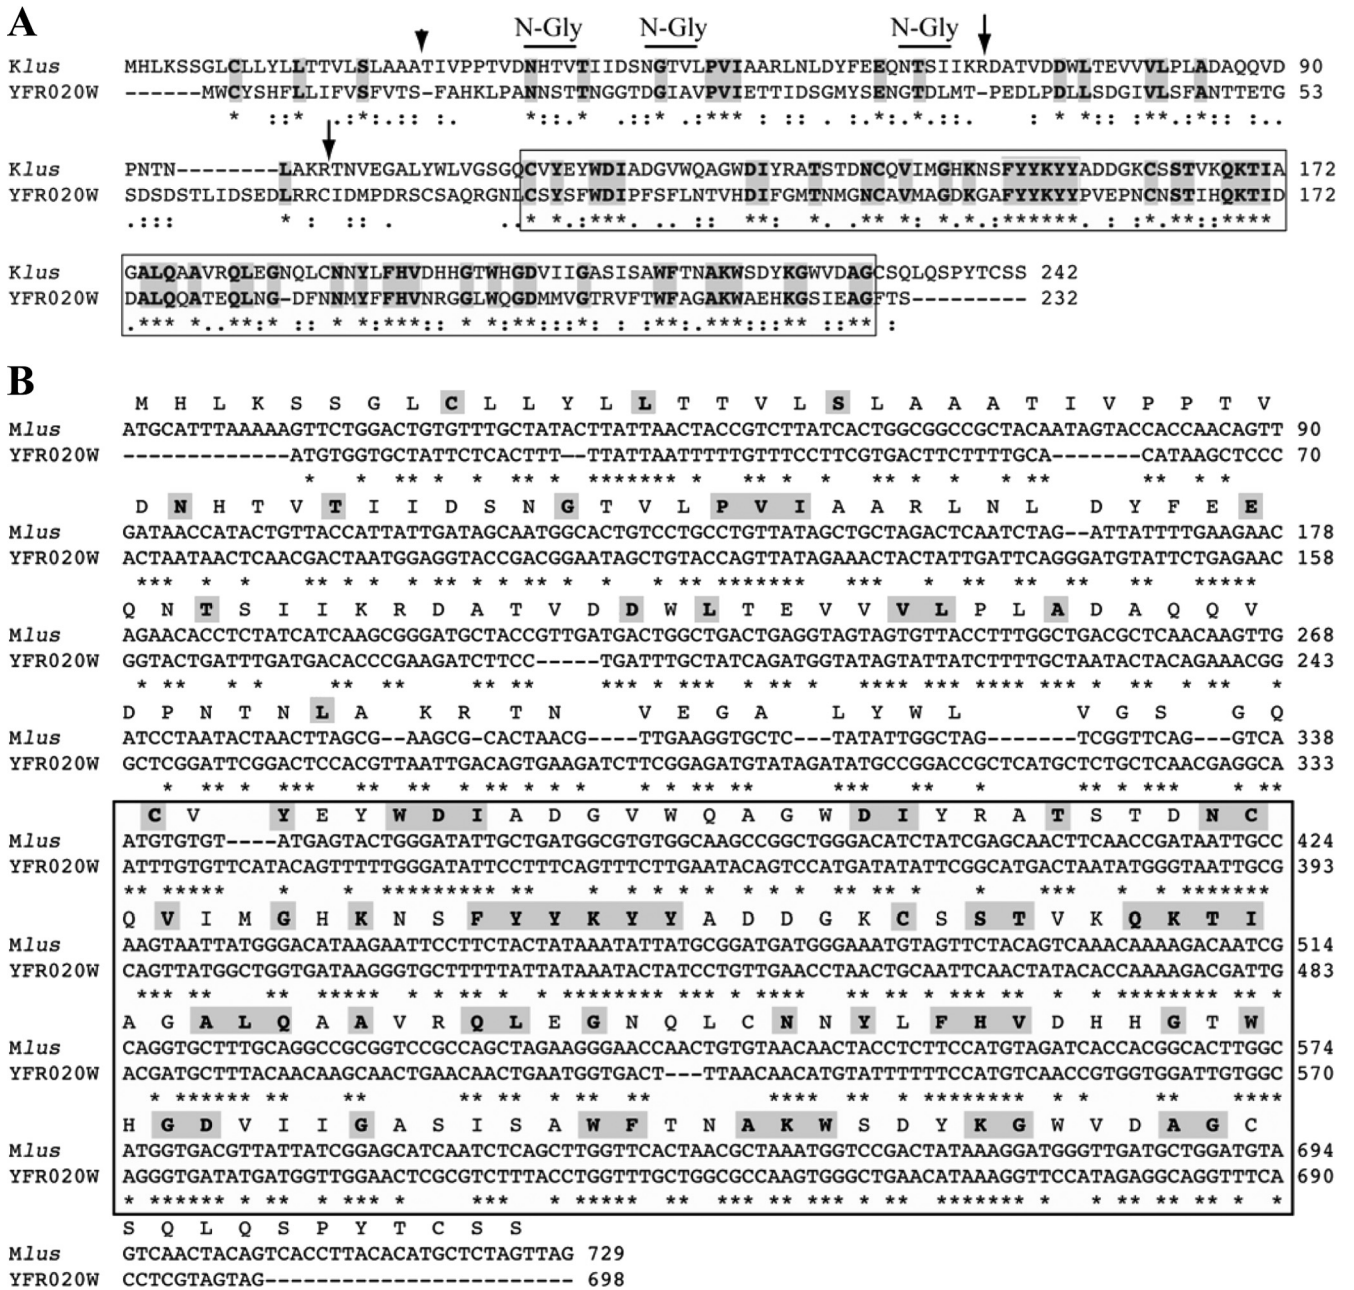 A
N-Gly N-Gly N-Gly
Klus MHLKSSGLCLLYLLTTVLSLAAATIVPPTVDNHTVTIIDSNGTVLPVIAARLNLDYFEEQNTSIIKRDATVDDWLTEVVVLPLADAQQVD 90
YFR020W ------MWCYSHFLLIFVSFVTS-FAHKLPANNSTTNGGTDGIAVPVIETTIDSGMYSENGTDLMT-PEDLPDLLSDGIVLSFANTTETG 53
Klus PNTN--------LAKRTNVEGALYWLVGSGQCVYEYWDIADGVWQAGWDIYRATSTDNCQVIMGHKNSFYYKYYADDGKCSSTVKQKTIA 172
YFR020W SDSDSTLIDSEDLRRCIDMPDRSCSAQRGNLCSYSFWDIPFSFLNTVHDIFGMTNMGNCAVMAGDKGAFYYKYYPVEPNCNSTIHQKTID 172
Klus GALQAAVRQLEGNQLCNNYLFHVDHHGTWHGDVIIGASISAWFTNAKWSDYKGWVDAGCSQLQSPYTCSS 242
YFR020W DALQQATEQLNG-DFNNMYFFHVNRGGLWQGDMMVGTRVFTWFAGAKWAEHKGSIEAGFTS--------- 232
B
M H L K S S G L C L L Y L L T T V L S L A A A T I V P P T V
Mlus ATGCATTTAAAAAGTTCTGGACTGTGTTTGCTATACTTATTAACTACCGTCTTATCACTGGCGGCCGCTACAATAGTACCACCAACAGTT 90
YFR020W -------------ATGTGGTGCTATTCTCACTTT--TTATTAATTTTTGTTTCCTTCGTGACTTCTTTTGCA-------CATAAGCTCCC 70
D N H T V T I I D S N G T V L P V I A A R L N L D Y F E E
Mlus GATAACCATACTGTTACCATTATTGATAGCAATGGCACTGTCCTGCCTGTTATAGCTGCTAGACTCAATCTAG--ATTATTTTGAAGAAC 178
YFR020W ACTAATAACTCAACGACTAATGGAGGTACCGACGGAATAGCTGTACCAGTTATAGAAACTACTATTGATTCAGGGATGTATTCTGAGAAC 158
Q N T S I I K R D A T V D D W L T E V V V L P L A D A Q Q V
Mlus AGAACACCTCTATCATCAAGCGGGATGCTACCGTTGATGACTGGCTGACTGAGGTAGTAGTGTTACCTTTGGCTGACGCTCAACAAGTTG 268
YFR020W GGTACTGATTTGATGACACCCGAAGATCTTCC-----TGATTTGCTATCAGATGGTATAGTATTATCTTTTGCTAATACTACAGAAACGG 243
D P N T N L A K R T N V E G A L Y W L V G S G Q
Mlus ATCCTAATACTAACTTAGCG--AAGCG-CACTAACG----TTGAAGGTGCTC---TATATTGGCTAG-------TCGGTTCAG---GTCA 338
YFR020W GCTCGGATTCGGACTCCACGTTAATTGACAGTGAAGATCTTCGGAGATGTATAGATATGCCGGACCGCTCATGCTCTGCTCAACGAGGCA 333
C V Y E Y W D I A D G V W Q A G W D I Y R A T S T D N C
Mlus ATGTGTGT----ATGAGTACTGGGATATTGCTGATGGCGTGTGGCAAGCCGGCTGGGACATCTATCGAGCAACTTCAACCGATAATTGCC 424
YFR020W ATTTGTGTTCATACAGTTTTTGGGATATTCCTTTCAGTTTCTTGAATACAGTCCATGATATATTCGGCATGACTAATATGGGTAATTGCG 393
Q V I M G H K N S F Y Y K Y Y A D D G K C S S T V K Q K T I
Mlus AAGTAATTATGGGACATAAGAATTCCTTCTACTATAAATATTATGCGGATGATGGGAAATGTAGTTCTACAGTCAAACAAAAGACAATCG 514
YFR020W CAGTTATGGCTGGTGATAAGGGTGCTTTTTATTATAAATACTATCCTGTTGAACCTAACTGCAATTCAACTATACACCAAAAGACGATTG 483
A G A L Q A A V R Q L E G N Q L C N N Y L F H V D H H G T W
Mlus CAGGTGCTTTGCAGGCCGCGGTCCGCCAGCTAGAAGGGAACCAACTGTGTAACAACTACCTCTTCCATGTAGATCACCACGGCACTTGGC 574
YFR020W ACGATGCTTTACAACAAGCAACTGAACAACTGAATGGTGACT---TTAACAACATGTATTTTTTCCATGTCAACCGTGGTGGATTGTGGC 570
H G D V I I G A S I S A W F T N A K W S D Y K G W V D A G C
Mlus ATGGTGACGTTATTATCGGAGCATCAATCTCAGCTTGGTTCACTAACGCTAAATGGTCCGACTATAAAGGATGGGTTGATGCTGGATGTA 694
YFR020W AGGGTGATATGATGGTTGGAACTCGCGTCTTTACCTGGTTTGCTGGCGCCAAGTGGGCTGAACATAAAGGTTCCATAGAGGCAGGTTTCA 690
S Q L Q S P Y T C S S
Mlus GTCAACTACAGTCACCTTACACATGCTCTAGTTAG 729
YFR020W CCTCGTAGTAG------------------------ 698